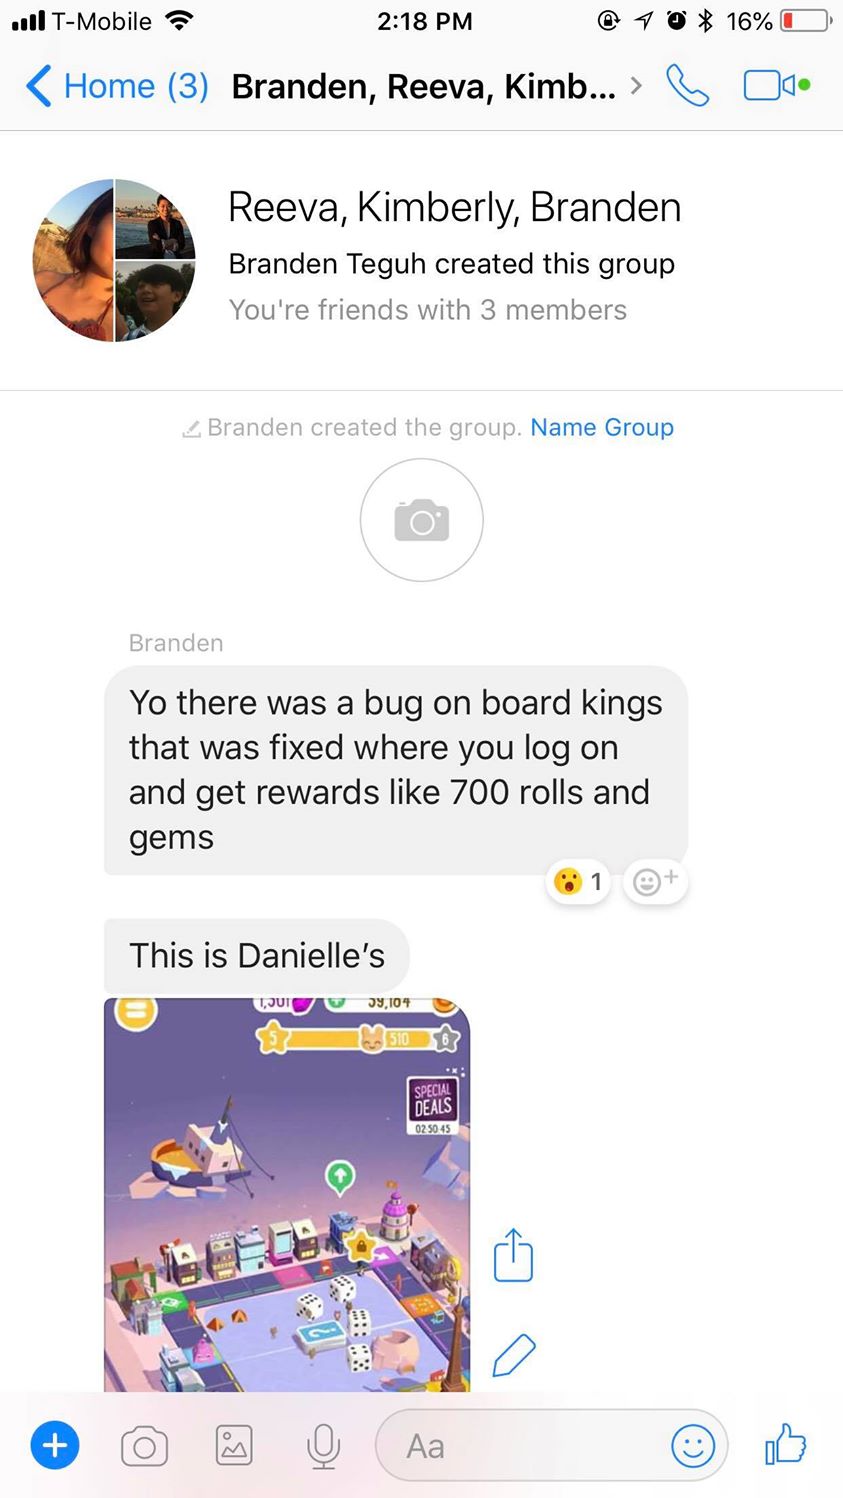 T-Mobile 2:18 PM 16%
Home (3) Branden, Reeva, Kimb...
Reeva, Kimberly, Branden
Branden Teguh created this group
You're friends with 3 members
Branden created the group. Name Group
Branden
Yo there was a bug on board kings
that was fixed where you log on
and get rewards like 700 rolls and
gems
1
This is Danielle’s
1,301 39,184
5 510 6
SPECIAL
DEALS
02:50:45
?
Aa